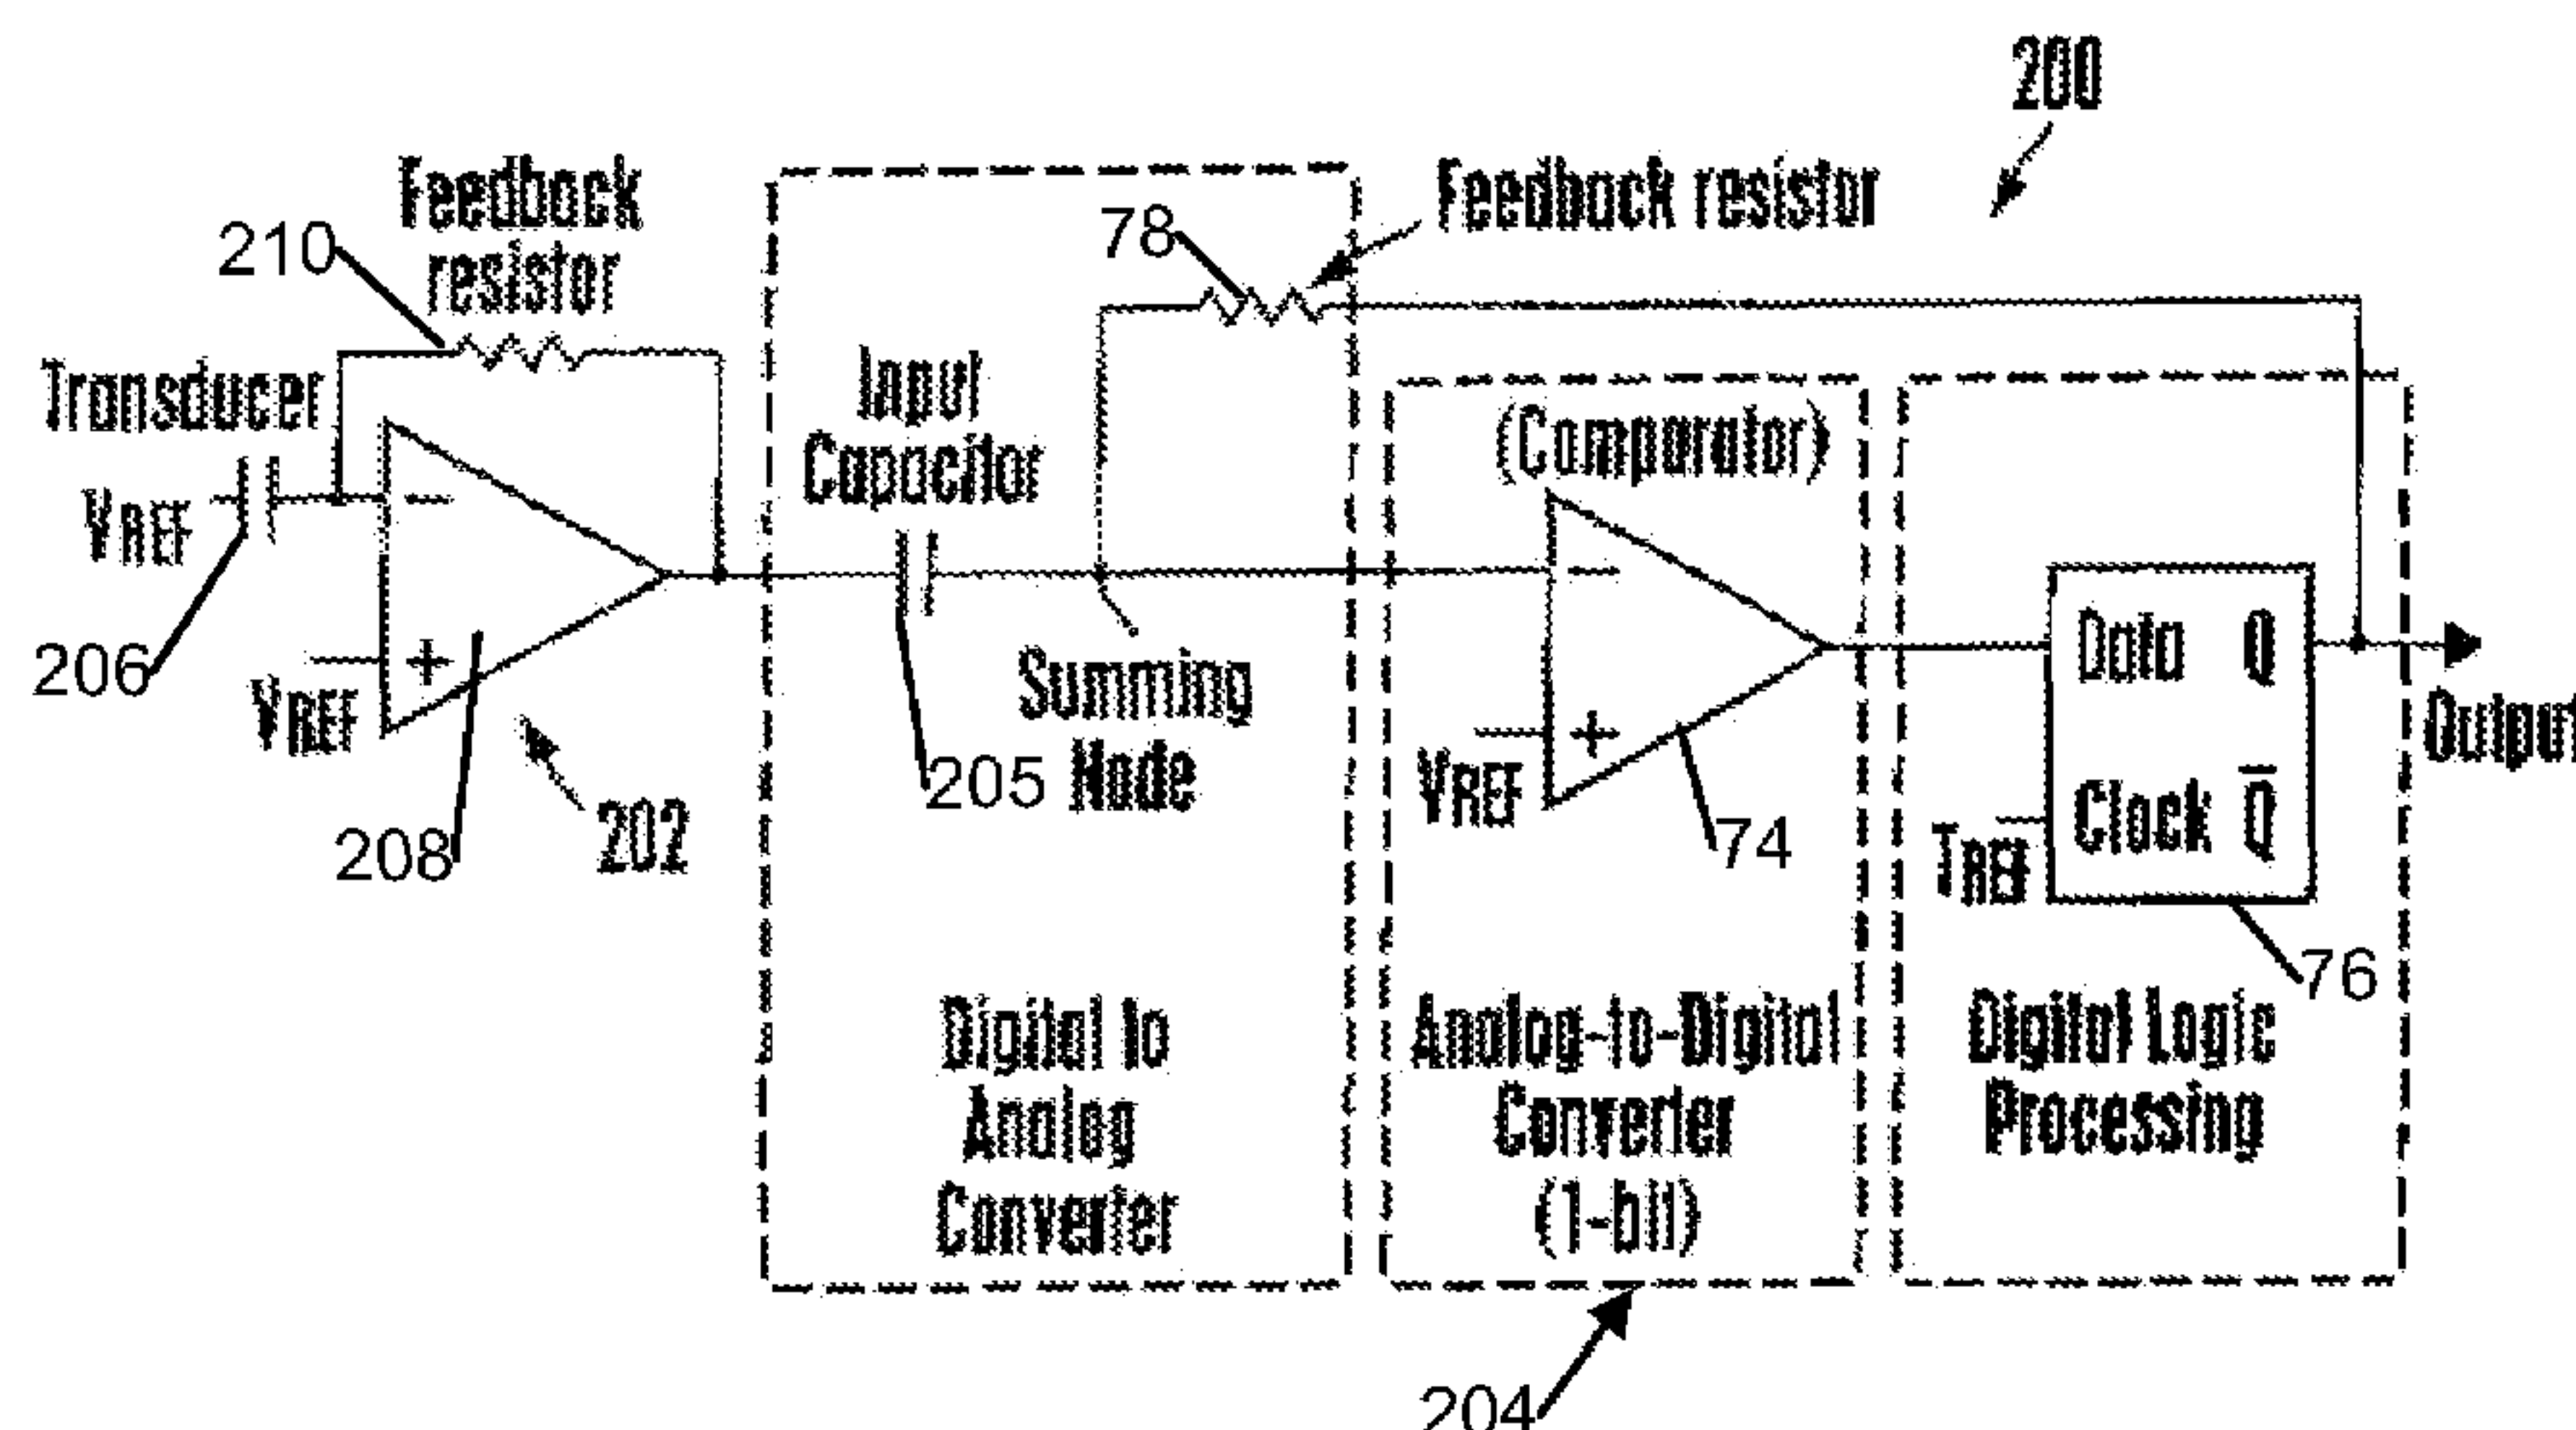 200
Feedback
resistor
210
78
Feedback resistor
Transducer
Input
Capacitor
(Comparator)
VREF
−
206
+
VREF
208
202
205
Summing
Node
−
+
VREF
74
Data Q
Clock Q̅
TREF
76
Output
Digital to
Analog
Converter
Analog-to-Digital
Converter
(1-bit)
Digital Logic
Processing
204